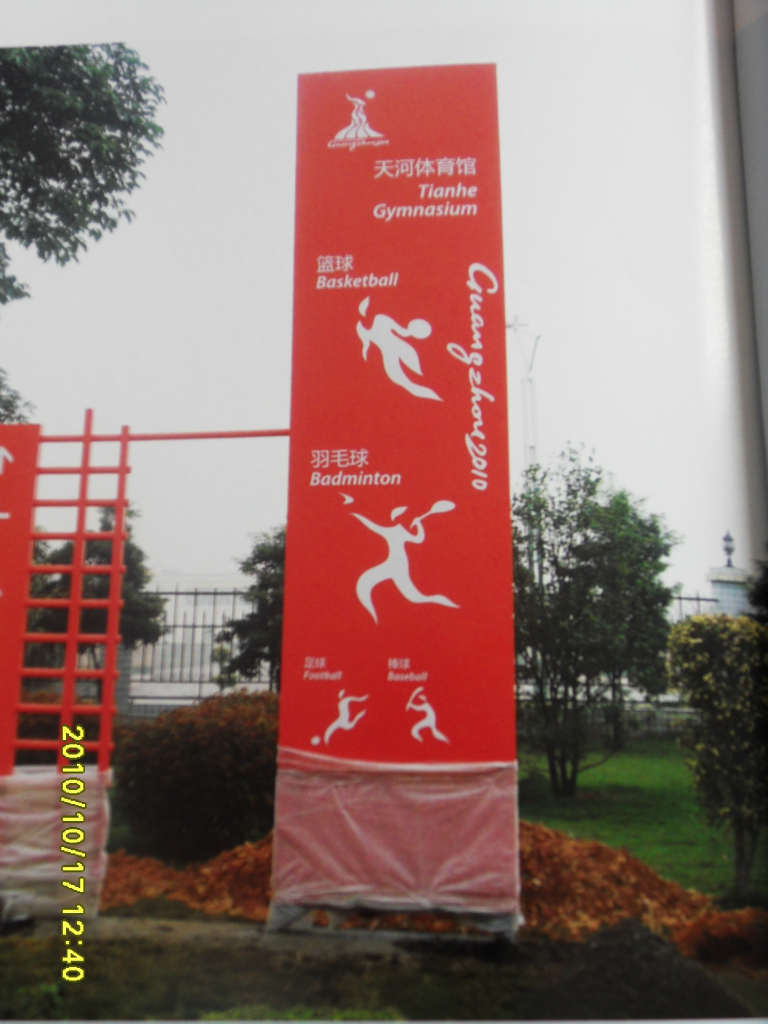 Guangzhou
天河体育馆
Tianhe
Gymnasium
篮球
Basketball
Guangzhou2010
羽毛球
Badminton
足球
Football
棒球
Baseball
2010/10/17 12:40